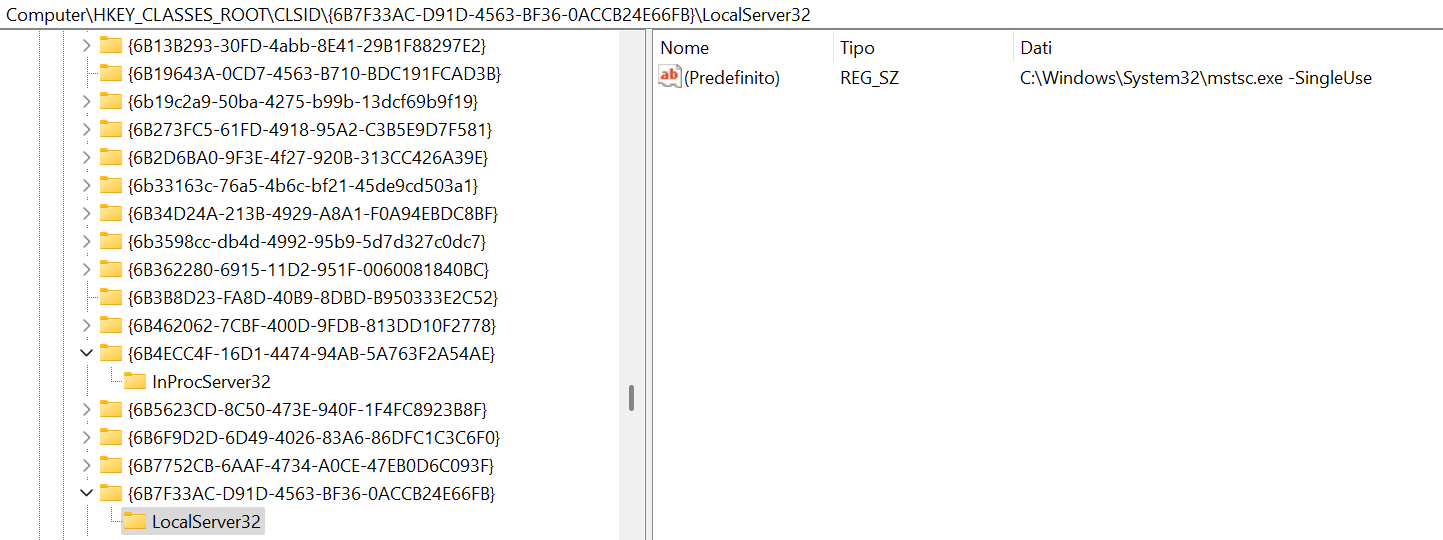 Computer\HKEY_CLASSES_ROOT\CLSID\{6B7F33AC-D91D-4563-BF36-0ACCB24E66FB}\LocalServer32
{6B13B293-30FD-4abb-8E41-29B1F88297E2}
{6B19643A-0CD7-4563-B710-BDC191FCAD3B}
{6b19c2a9-50ba-4275-b99b-13dcf69b9f19}
{6B273FC5-61FD-4918-95A2-C3B5E9D7F581}
{6B2D6BA0-9F3E-4f27-920B-313CC426A39E}
{6b33163c-76a5-4b6c-bf21-45de9cd503a1}
{6B34D24A-213B-4929-A8A1-F0A94EBDC8BF}
{6b3598cc-db4d-4992-95b9-5d7d327c0dc7}
{6B362280-6915-11D2-951F-0060081840BC}
{6B3B8D23-FA8D-40B9-8DBD-B950333E2C52}
{6B462062-7CBF-400D-9FDB-813DD10F2778}
{6B4ECC4F-16D1-4474-94AB-5A763F2A54AE}
InProcServer32
{6B5623CD-8C50-473E-940F-1F4FC8923B8F}
{6B6F9D2D-6D49-4026-83A6-86DFC1C3C6F0}
{6B7752CB-6AAF-4734-A0CE-47EB0D6C093F}
{6B7F33AC-D91D-4563-BF36-0ACCB24E66FB}
LocalServer32
Nome Tipo Dati
ab (Predefinito) REG_SZ C:\Windows\System32\mstsc.exe -SingleUse